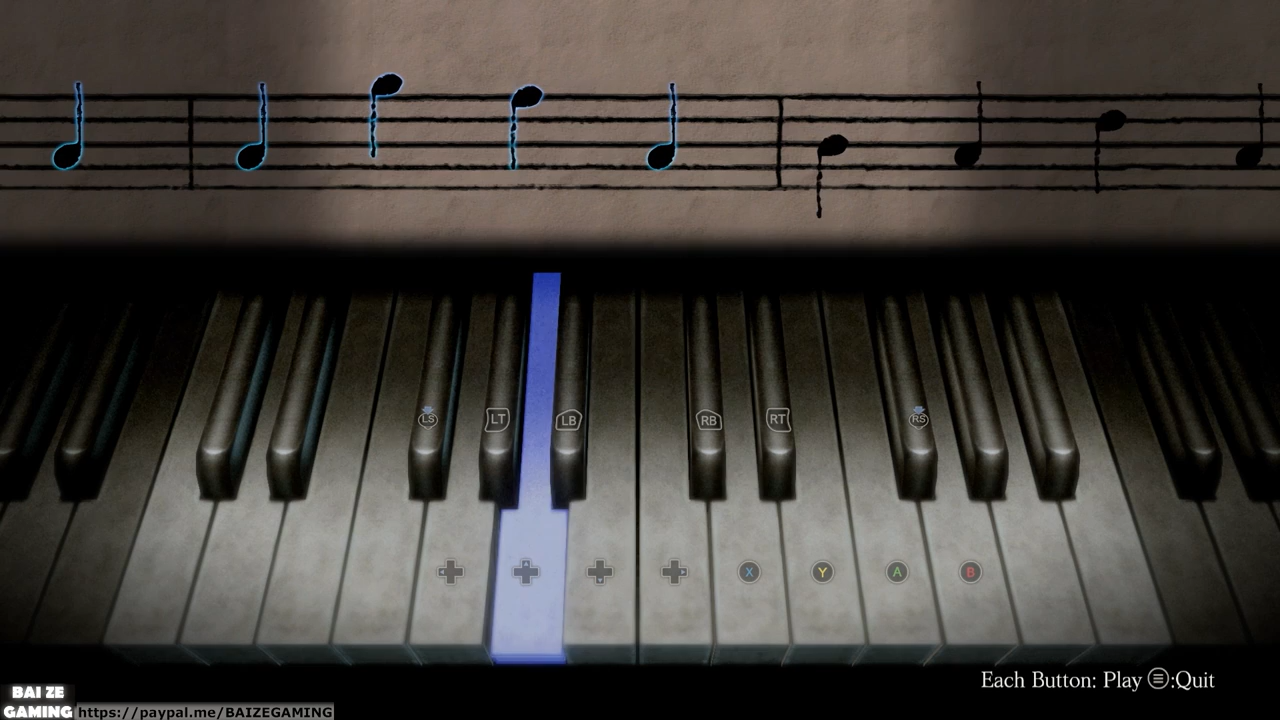 LS
LT
LB
RB
RT
RS
X
Y
A
B
Each Button: Play :Quit
BAI ZE
GAMING https://paypal.me/BAIZEGAMING